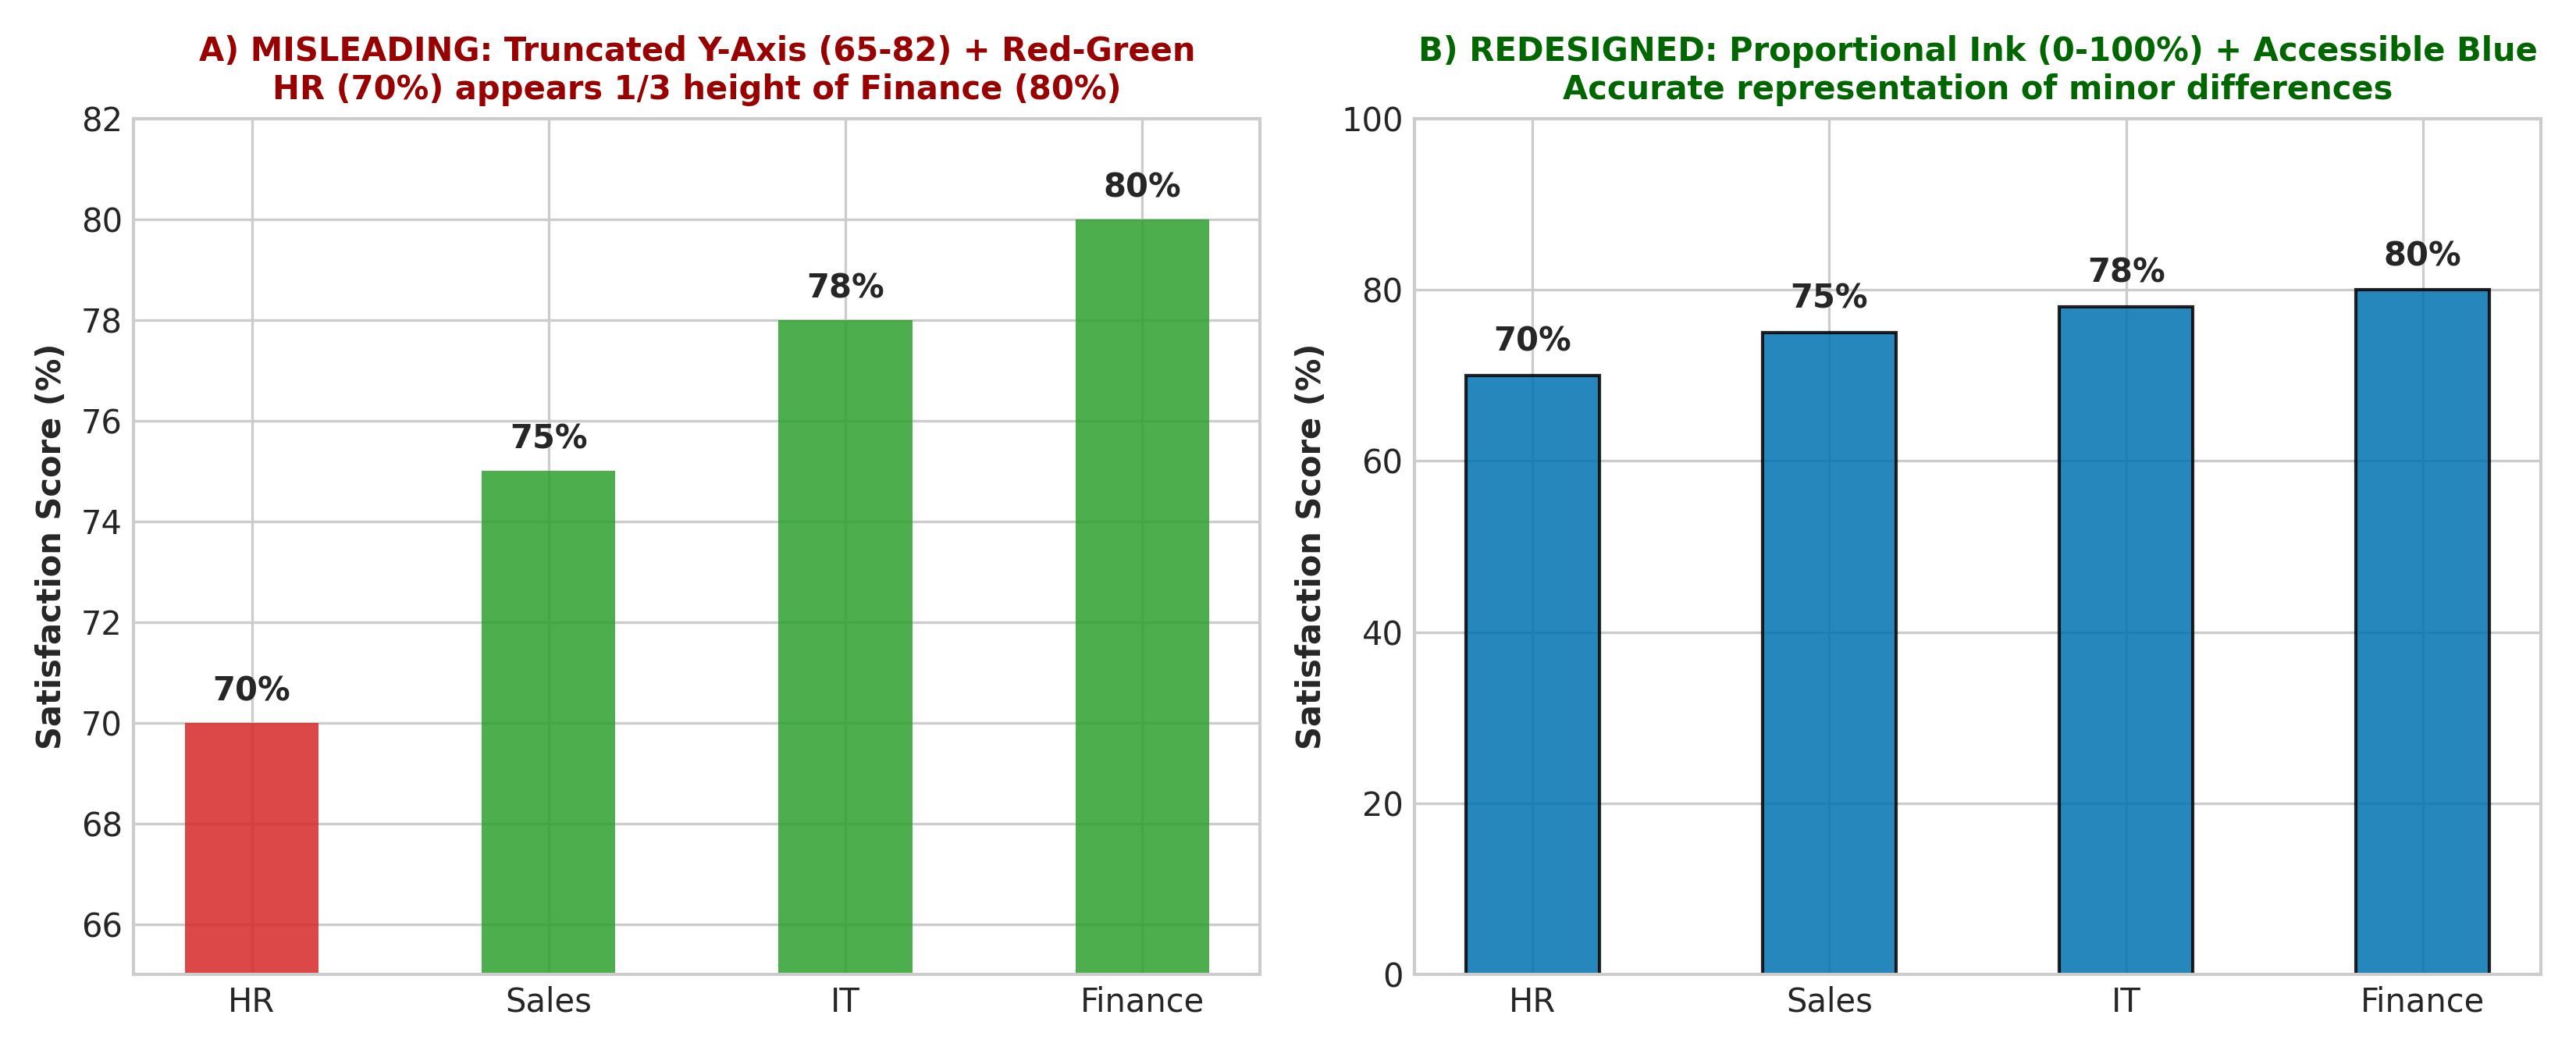 A) MISLEADING: Truncated Y-Axis (65-82) + Red-Green
HR (70%) appears 1/3 height of Finance (80%)
Satisfaction Score (%)
82
80
78
76
74
72
70
68
66
70%
75%
78%
80%
HR
Sales
IT
Finance
B) REDESIGNED: Proportional Ink (0-100%) + Accessible Blue
Accurate representation of minor differences
Satisfaction Score (%)
100
80
60
40
20
0
70%
75%
78%
80%
HR
Sales
IT
Finance